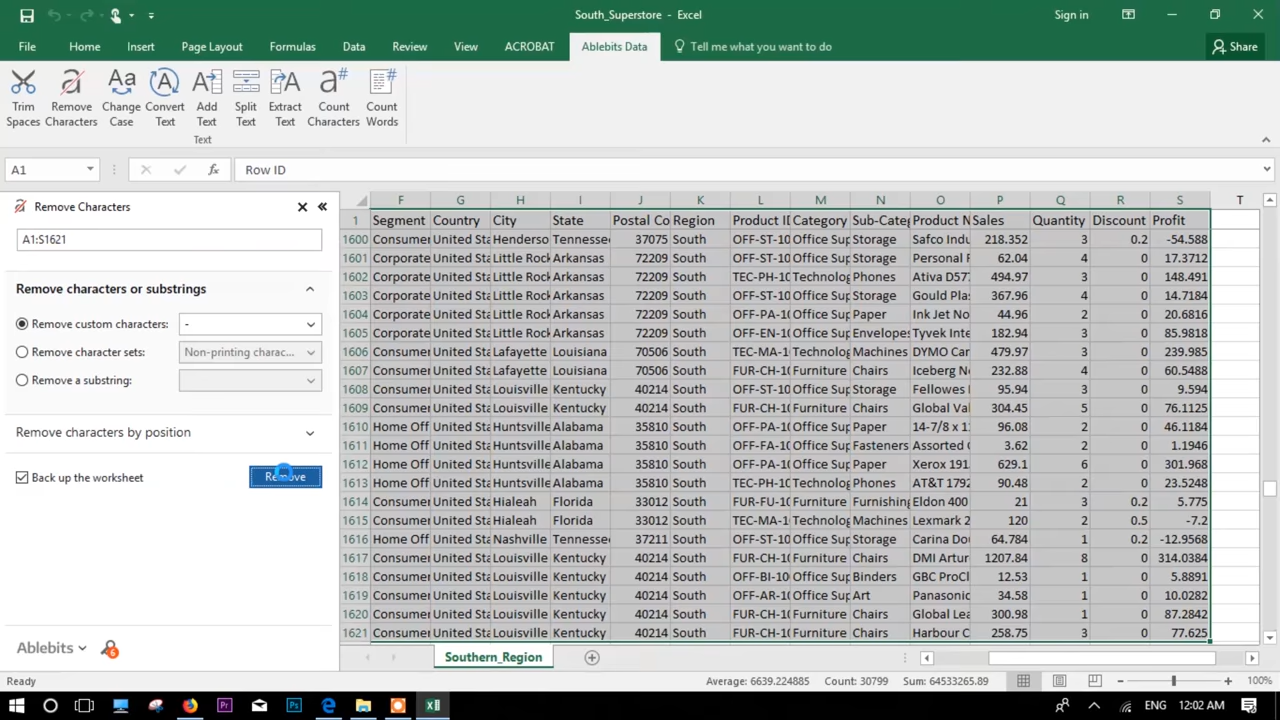 South_Superstore - Excel
Sign in
File Home Insert Page Layout Formulas Data Review View ACROBAT Ablebits Data Tell me what you want to do Share
Trim Spaces
Remove Characters
Change Case
Convert Text
Add Text
Split Text
Extract Text
Count Characters
Count Words
Text
A1 fx Row ID
Remove Characters
A1:S1621
Remove characters or substrings
Remove custom characters: -
Remove character sets: Non-printing charac...
Remove a substring:
Remove characters by position
Back up the worksheet Remove
Ablebits 6
F G H I J K L M N O P Q R S T
1 Segment Country City State Postal Co Region Product ID Category Sub-Categ Product N Sales Quantity Discount Profit
1600 Consumer United Sta Henderso Tennessee 37075 South OFF-ST-10 Office Sup Storage Safco Indu 218.352 3 0.2 -54.588
1601 Corporate United Sta Little Rock Arkansas 72209 South OFF-ST-10 Office Sup Storage Personal F 62.04 4 0 17.3712
1602 Corporate United Sta Little Rock Arkansas 72209 South TEC-PH-10 Technolog Phones Ativa D577 494.97 3 0 148.491
1603 Corporate United Sta Little Rock Arkansas 72209 South OFF-ST-10 Office Sup Storage Gould Plas 367.96 4 0 14.7184
1604 Corporate United Sta Little Rock Arkansas 72209 South OFF-PA-10 Office Sup Paper Ink Jet No 44.96 2 0 20.6816
1605 Corporate United Sta Little Rock Arkansas 72209 South OFF-EN-10 Office Sup Envelopes Tyvek Inte 182.94 3 0 85.9818
1606 Consumer United Sta Lafayette Louisiana 70506 South TEC-MA-1 Technolog Machines DYMO Car 479.97 3 0 239.985
1607 Consumer United Sta Lafayette Louisiana 70506 South FUR-CH-10 Furniture Chairs Iceberg N 232.88 4 0 60.5488
1608 Consumer United Sta Louisville Kentucky 40214 South OFF-ST-10 Office Sup Storage Fellowes 95.94 3 0 9.594
1609 Consumer United Sta Louisville Kentucky 40214 South FUR-CH-10 Furniture Chairs Global Val 304.45 5 0 76.1125
1610 Home Off United Sta Huntsville Alabama 35810 South OFF-PA-10 Office Sup Paper 14-7/8 x 1 96.08 2 0 46.1184
1611 Home Off United Sta Huntsville Alabama 35810 South OFF-FA-10 Office Sup Fasteners Assorted 3.62 2 0 1.1946
1612 Home Off United Sta Huntsville Alabama 35810 South OFF-PA-10 Office Sup Paper Xerox 191 629.1 6 0 301.968
1613 Home Off United Sta Huntsville Alabama 35810 South TEC-PH-10 Technolog Phones AT&T 1792 90.48 2 0 23.5248
1614 Consumer United Sta Hialeah Florida 33012 South FUR-FU-10 Furniture Furnishing Eldon 400 21 3 0.2 5.775
1615 Consumer United Sta Hialeah Florida 33012 South TEC-MA-1 Technolog Machines Lexmark 2 120 2 0.5 -7.2
1616 Home Off United Sta Nashville Tennessee 37211 South OFF-ST-10 Office Sup Storage Carina Dou 64.784 1 0.2 -12.9568
1617 Consumer United Sta Louisville Kentucky 40214 South FUR-CH-10 Furniture Chairs DMI Artur 1207.84 8 0 314.0384
1618 Consumer United Sta Louisville Kentucky 40214 South OFF-BI-10 Office Sup Binders GBC ProCl 12.53 1 0 5.8891
1619 Consumer United Sta Louisville Kentucky 40214 South OFF-AR-10 Office Sup Art Panasonic 34.58 1 0 10.0282
1620 Consumer United Sta Louisville Kentucky 40214 South FUR-CH-10 Furniture Chairs Global Lea 300.98 1 0 87.2842
1621 Consumer United Sta Louisville Kentucky 40214 South FUR-CH-10 Furniture Chairs Harbour C 258.75 3 0 77.625
Southern_Region
Ready Average: 6639.224885 Count: 30799 Sum: 64533265.89 100%
Pr Ps ENG 12:02 AM